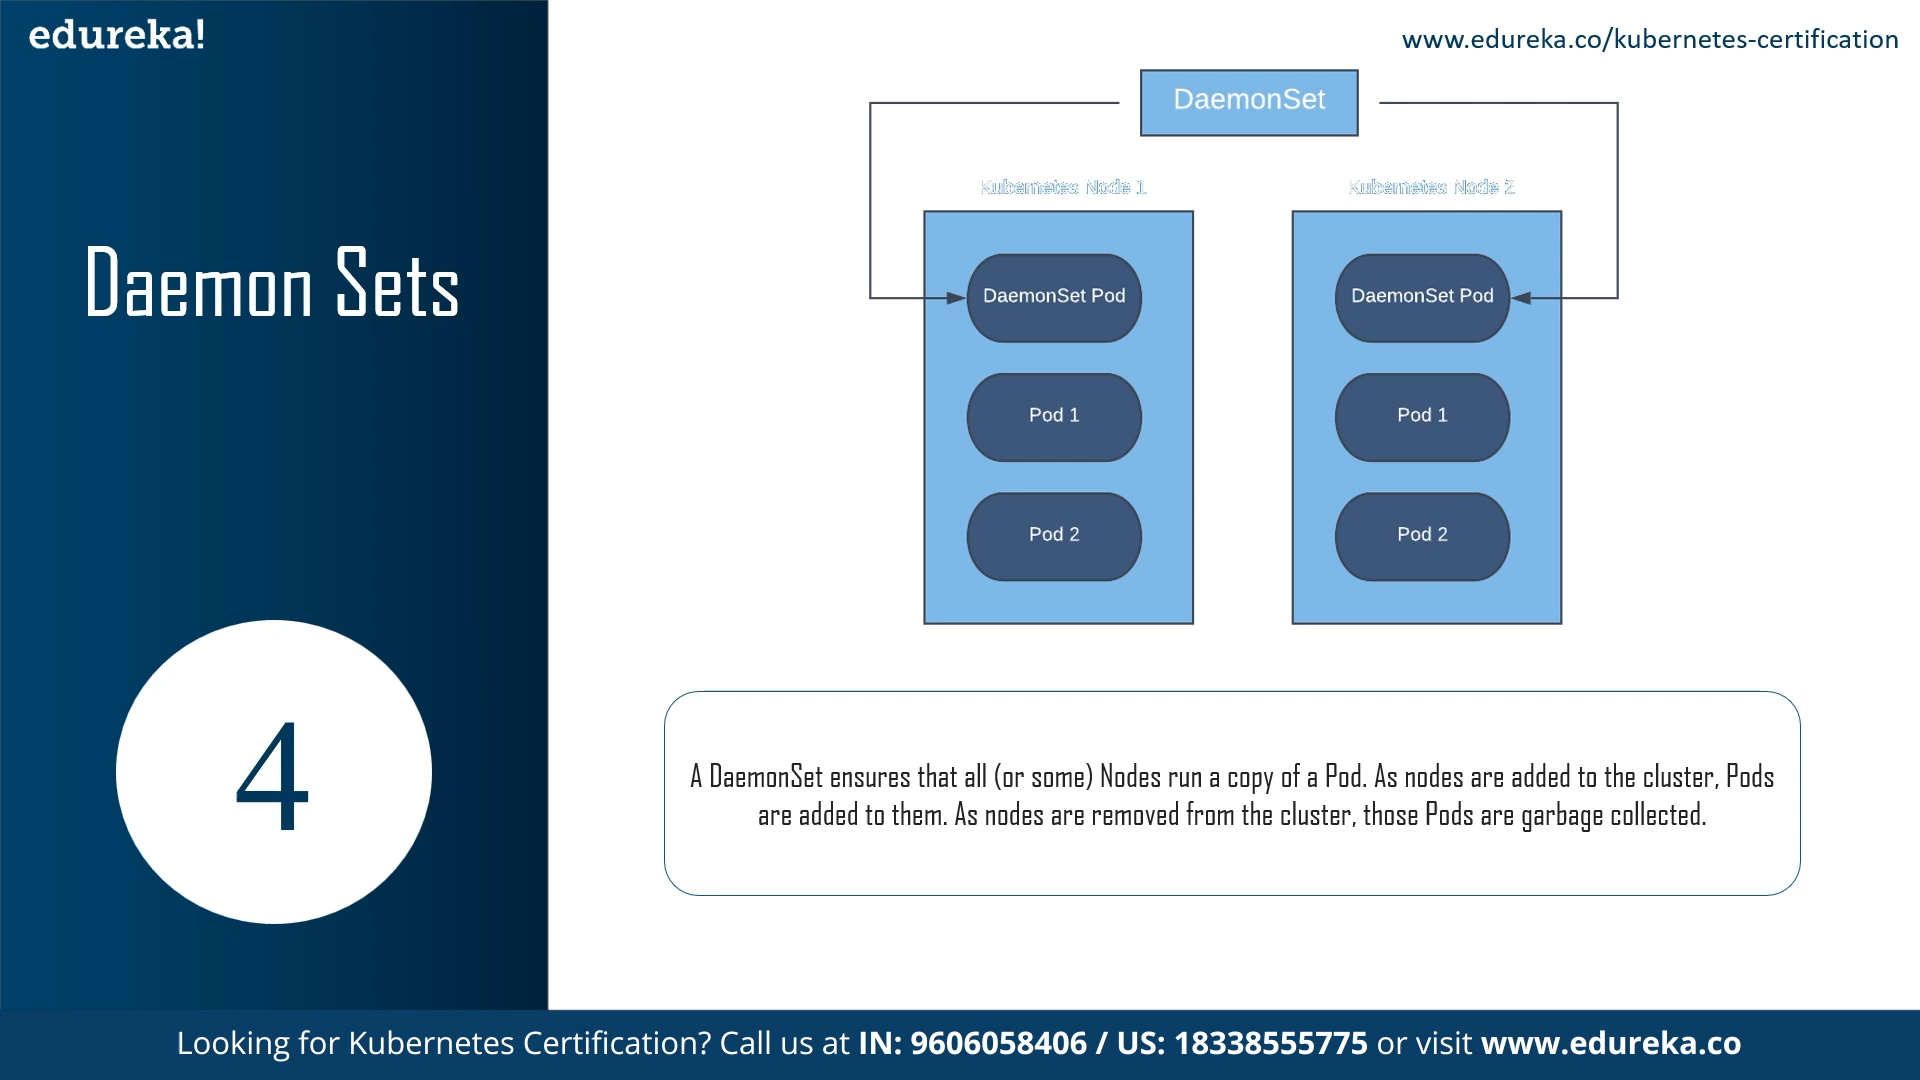 edureka!
www.edureka.co/kubernetes-certification
Daemon Sets
4
DaemonSet
Kubernetes Node 1
Kubernetes Node 2
DaemonSet Pod
DaemonSet Pod
Pod 1
Pod 1
Pod 2
Pod 2
A DaemonSet ensures that all (or some) Nodes run a copy of a Pod. As nodes are added to the cluster, Pods
are added to them. As nodes are removed from the cluster, those Pods are garbage collected.
Looking for Kubernetes Certification? Call us at IN: 9606058406 / US: 18338555775 or visit www.edureka.co